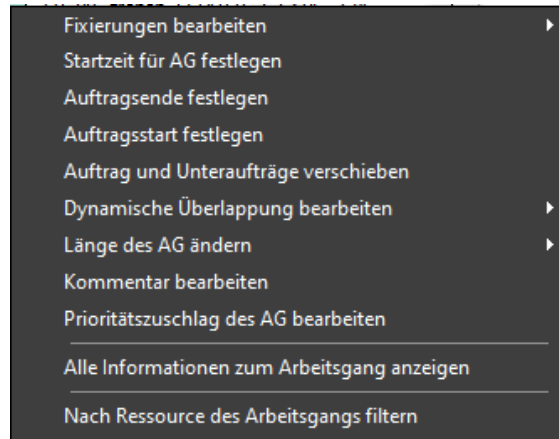 Fixierungen bearbeiten
Startzeit für AG festlegen
Auftragsende festlegen
Auftragsstart festlegen
Auftrag und Unteraufträge verschieben
Dynamische Überlappung bearbeiten
Länge des AG ändern
Kommentar bearbeiten
Prioritätszuschlag des AG bearbeiten
Alle Informationen zum Arbeitsgang anzeigen
Nach Ressource des Arbeitsgangs filtern